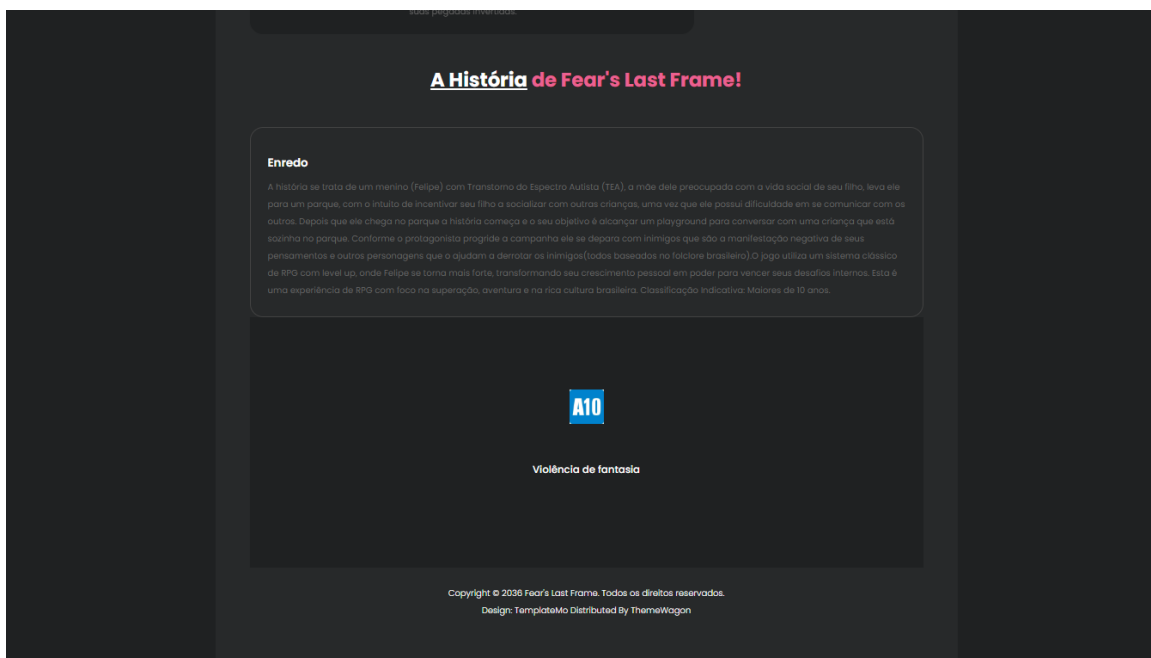 suas pegadas invertidas.
A História de Fear's Last Frame!
Enredo
A história se trata de um menino (Felipe) com Transtorno do Espectro Autista (TEA), a mãe dele preocupada com a vida social de seu filho, leva ele
para um parque, com o intuito de incentivar seu filho a socializar com outras crianças, uma vez que ele possui dificuldade em se comunicar com os
outros. Depois que ele chega no parque a história começa e o seu objetivo é alcançar um playground para conversar com uma criança que está
sozinha no parque. Conforme o protagonista progride a campanha ele se depara com inimigos que são a manifestação negativa de seus
pensamentos e outros personagens que o ajudam a derrotar os inimigos(todos baseados no folclore brasileiro).O jogo utiliza um sistema clássico
de RPG com level up, onde Felipe se torna mais forte, transformando seu crescimento pessoal em poder para vencer seus desafios internos. Esta é
uma experiência de RPG com foco na superação, aventura e na rica cultura brasileira. Classificação Indicativa: Maiores de 10 anos.
A10
Violência de fantasia
Copyright © 2036 Fear's Last Frame. Todos os direitos reservados.
Design: TemplateMo Distributed By ThemeWagon